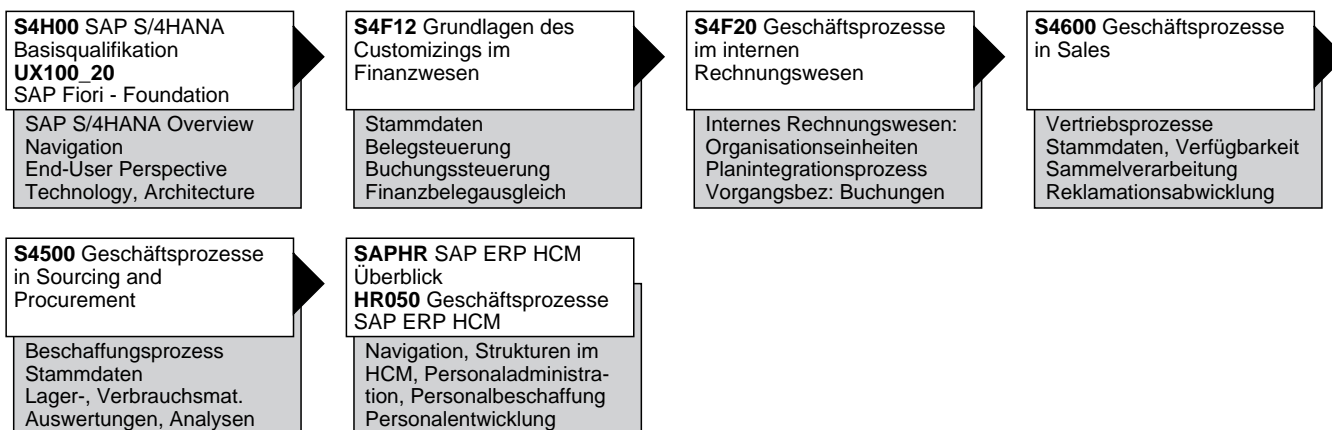 S4H00 SAP S/4HANA
Basisqualifikation
UX100_20
SAP Fiori - Foundation
SAP S/4HANA Overview
Navigation
End-User Perspective
Technology, Architecture
S4F12 Grundlagen des
Customizings im
Finanzwesen
Stammdaten
Belegsteuerung
Buchungssteuerung
Finanzbelegausgleich
S4F20 Geschäftsprozesse
im internen
Rechnungswesen
Internes Rechnungswesen:
Organisationseinheiten
Planintegrationsprozess
Vorgangsbez: Buchungen
S4600 Geschäftsprozesse
in Sales
Vertriebsprozesse
Stammdaten, Verfügbarkeit
Sammelverarbeitung
Reklamationsabwicklung
S4500 Geschäftsprozesse
in Sourcing and
Procurement
Beschaffungsprozess
Stammdaten
Lager-, Verbrauchsmat.
Auswertungen, Analysen
SAPHR SAP ERP HCM
Überblick
HR050 Geschäftsprozesse
SAP ERP HCM
Navigation, Strukturen im
HCM, Personaladministra-
tion, Personalbeschaffung
Personalentwicklung